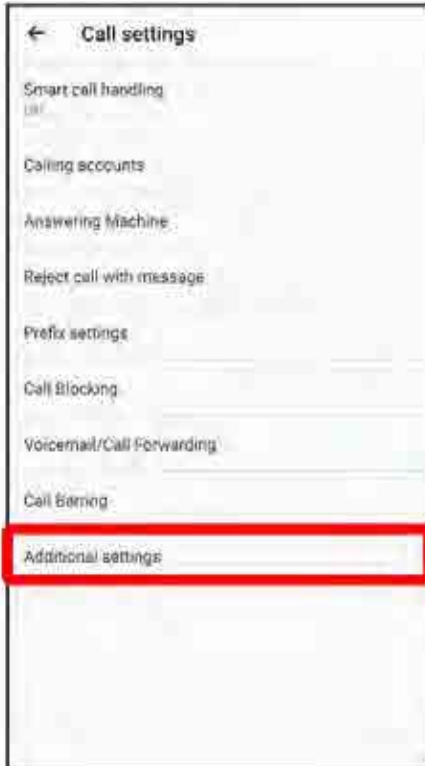 Call settings
Smart call handling
Calling accounts
Answering Machine
Reject call with message
Prefix settings
Call Blocking
Voicemail/Call Forwarding
Call Barring
Additional settings